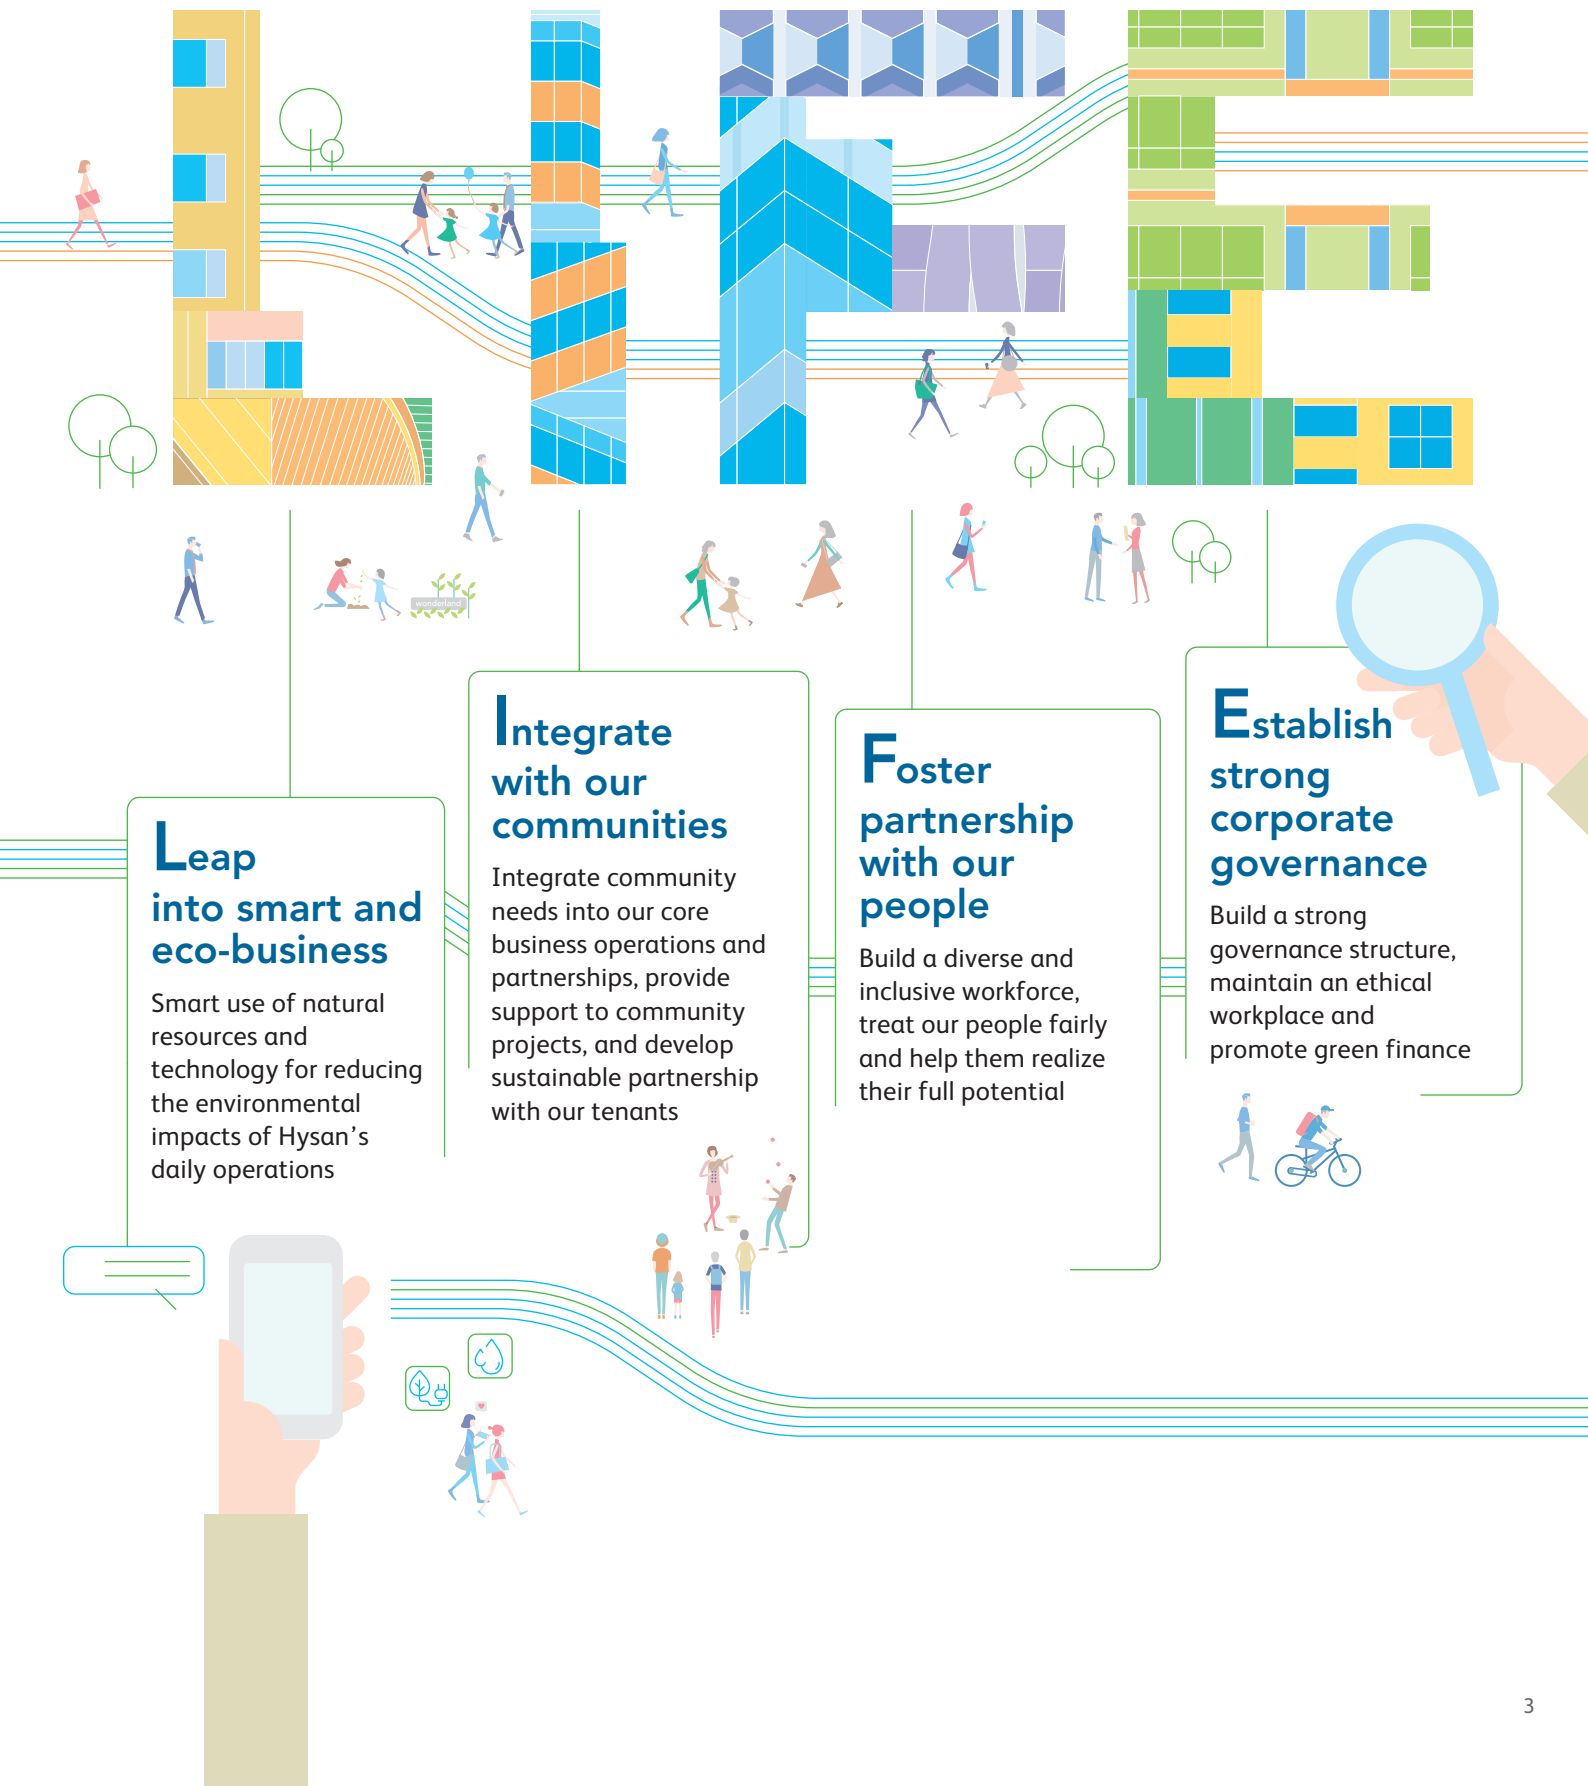 wonderland
Leap
into smart and
eco-business
Smart use of natural
resources and
technology for reducing
the environmental
impacts of Hysan’s
daily operations
Integrate
with our
communities
Integrate community
needs into our core
business operations and
partnerships, provide
support to community
projects, and develop
sustainable partnership
with our tenants
Foster
partnership
with our
people
Build a diverse and
inclusive workforce,
treat our people fairly
and help them realize
their full potential
Establish
strong
corporate
governance
Build a strong
governance structure,
maintain an ethical
workplace and
promote green finance
3